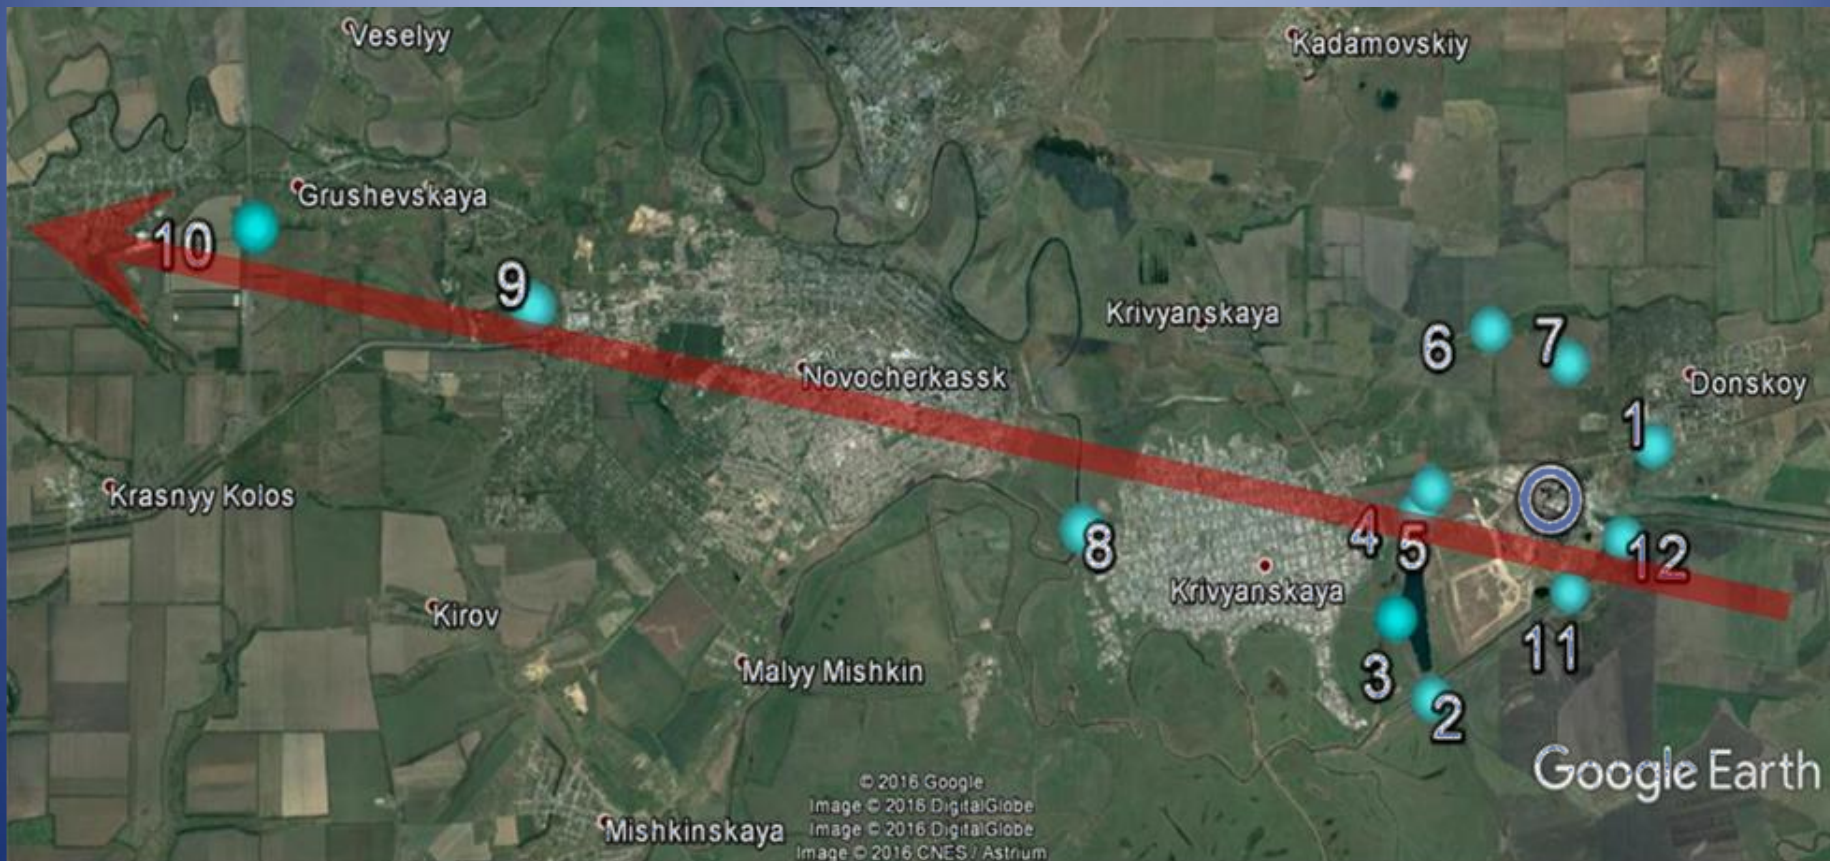 Veselyy
Kadamovskiy
Grushevskaya
10
9
Krivyanskaya
6
7
Novocherkassk
Donskoy
1
Krasnyy Kolos
8
4
5
12
Krivyanskaya
Kirov
11
3
Malyy Mishkin
2
Google Earth
© 2016 Google
Image © 2016 DigitalGlobe
Image © 2016 DigitalGlobe
Image © 2016 CNES / Astrium
Mishkinskaya